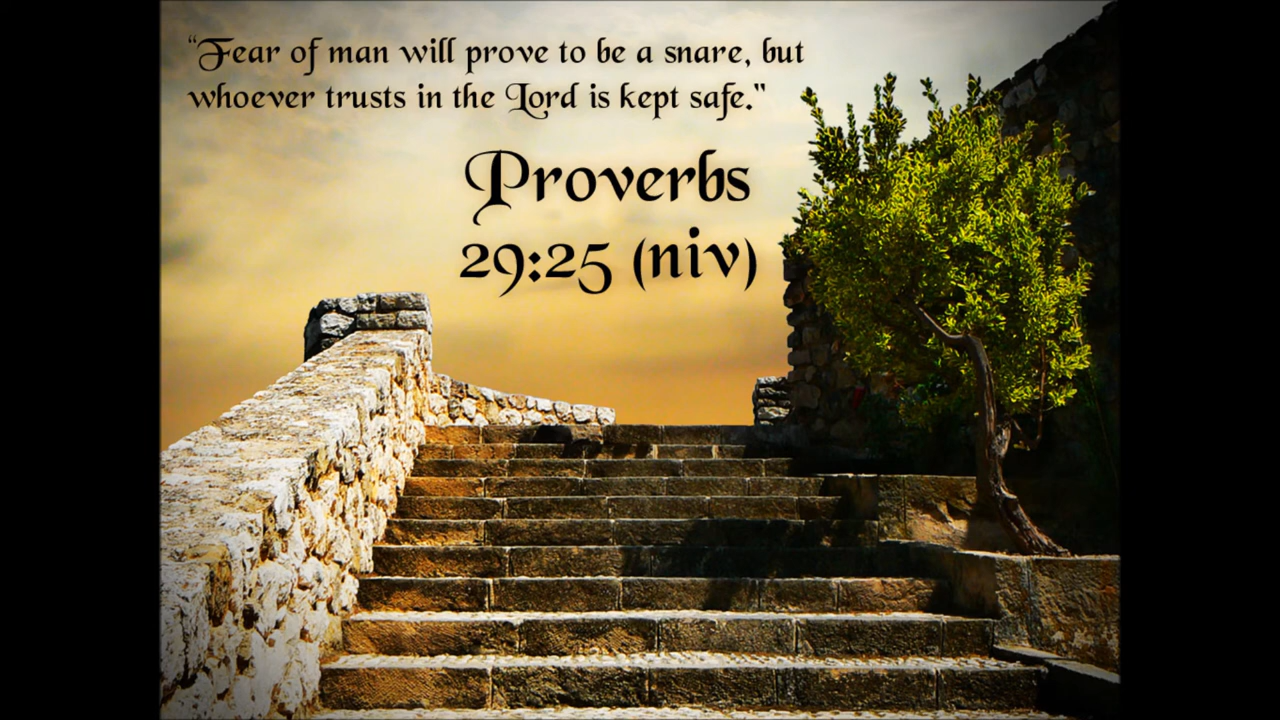 “Fear of man will prove to be a snare, but
whoever trusts in the Lord is kept safe."
Proverbs
29:25 (niv)